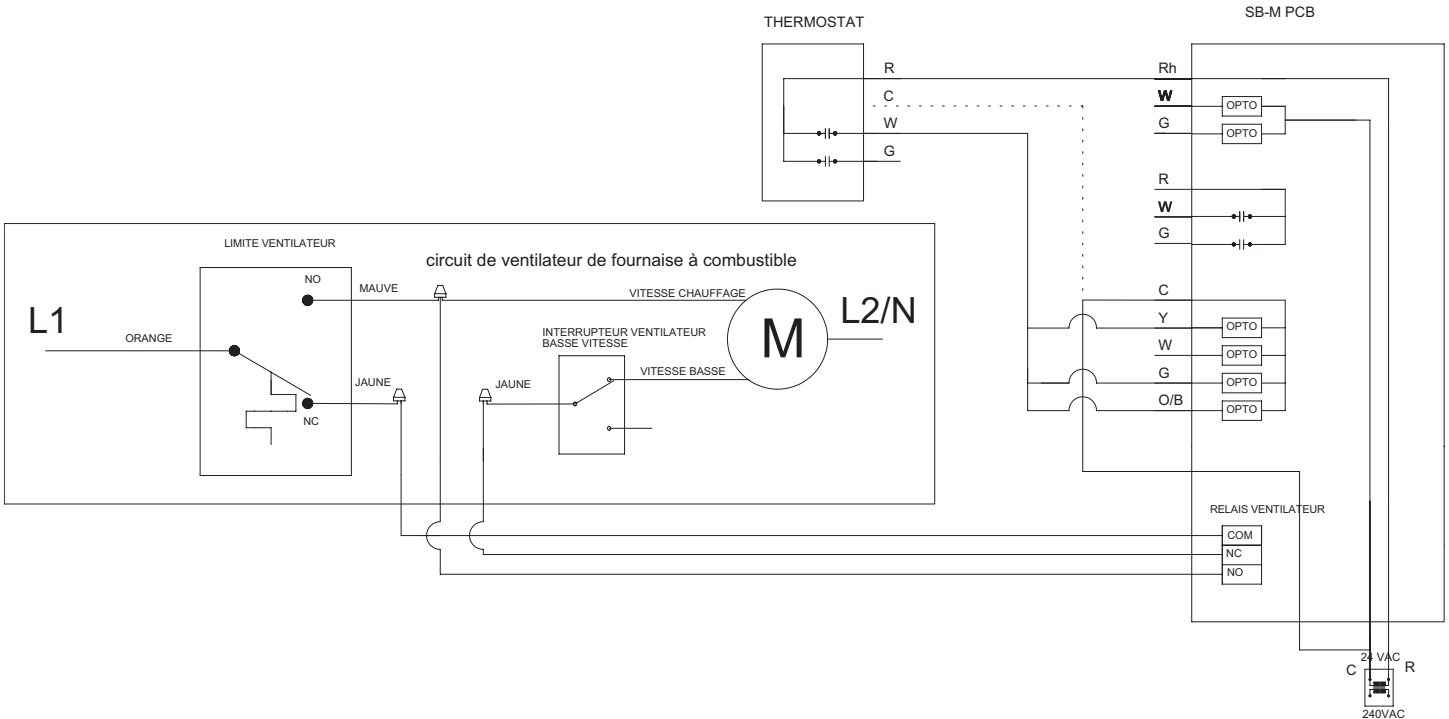 SB-M PCB
THERMOSTAT
R
C
W
G
Rh
W
G
OPTO
OPTO
R
W
G
C
Y
W
G
O/B
OPTO
OPTO
OPTO
OPTO
LIMITE VENTILATEUR
circuit de ventilateur de fournaise à combustible
NO
MAUVE
VITESSE CHAUFFAGE
L1
ORANGE
INTERRUPTEUR VENTILATEUR
BASSE VITESSE
M
L2/N
JAUNE
JAUNE
VITESSE BASSE
NC
RELAIS VENTILATEUR
COM
NC
NO
24 VAC
C
R
240VAC